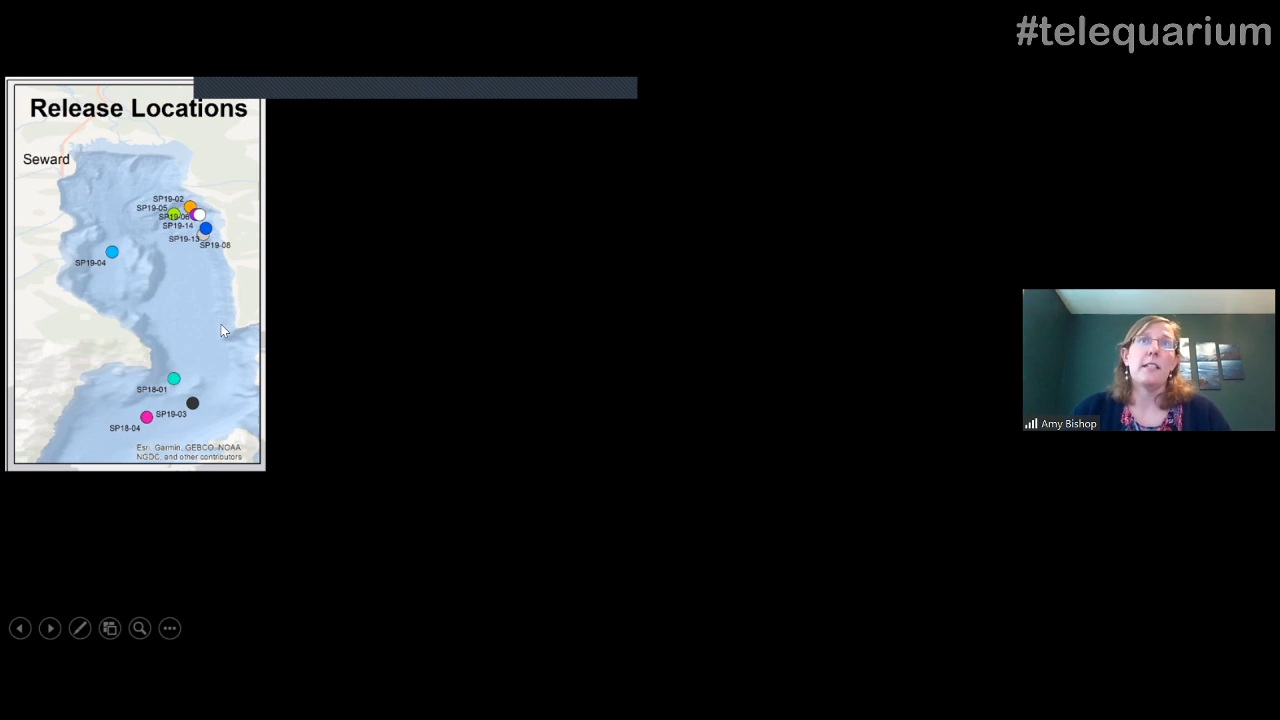 #telequarium
Release Locations
Seward
SP19-02
SP19-05
SP19-06
SP19-14
SP19-13
SP19-08
SP19-04
SP18-01
SP19-03
SP18-04
Esri, Garmin, GEBCO, NOAA
NGDC, and other contributors
Amy Bishop